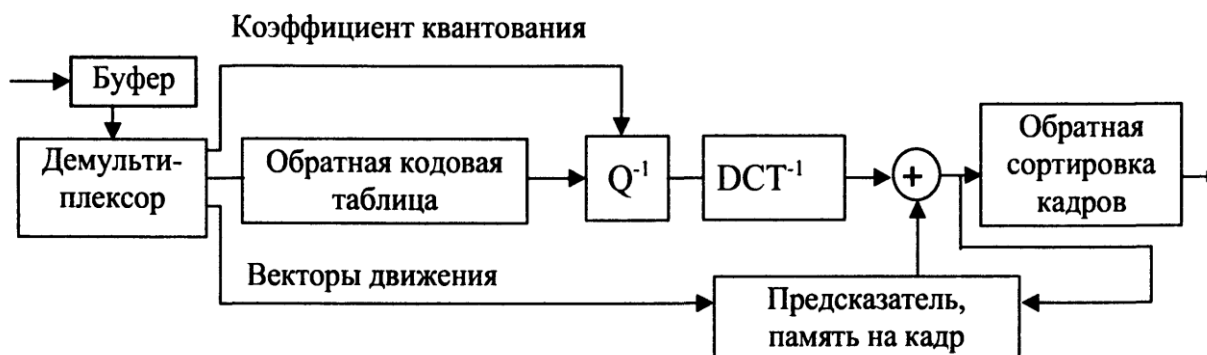 Коэффициент квантования
Буфер
Демульти-
плексор
Обратная кодовая
таблица
Q⁻¹
DCT⁻¹
+
Обратная
сортировка
кадров
Векторы движения
Предсказатель,
память на кадр